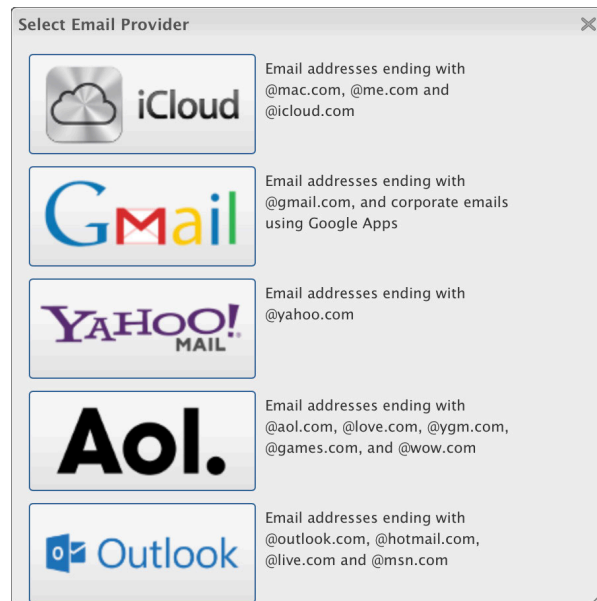 Select Email Provider
iCloud
Email addresses ending with
@mac.com, @me.com and
@icloud.com
Gmail
Email addresses ending with
@gmail.com, and corporate emails
using Google Apps
YAHOO!
MAIL
Email addresses ending with
@yahoo.com
Aol.
Email addresses ending with
@aol.com, @love.com, @ygm.com,
@games.com, and @wow.com
Outlook
Email addresses ending with
@outlook.com, @hotmail.com,
@live.com and @msn.com